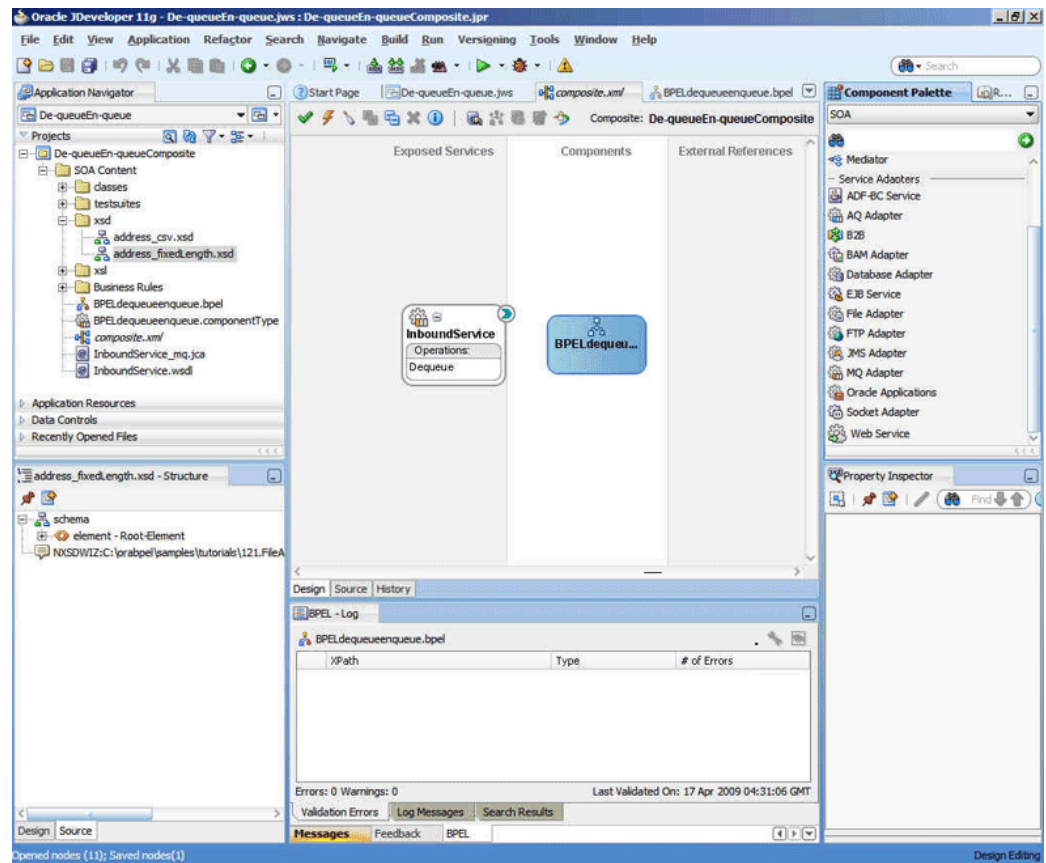 Oracle JDeveloper 11g - De-queueEn-queue.jws : De-queueEn-queueComposite.jpr
File Edit View Application Refactor Search Navigate Build Run Versioning Tools Window Help
Search
Application Navigator
De-queueEn-queue
Projects
De-queueEn-queueComposite
SOA Content
classes
testsuites
xsd
address_csv.xsd
address_fixedLength.xsd
xsl
Business Rules
BPELdequeueenqueue.bpel
BPELdequeueenqueue.componentType
composite.xml
InboundService_mq.jca
InboundService.wsdl
Application Resources
Data Controls
Recently Opened Files
address_fixedLength.xsd - Structure
schema
element - Root-Element
NXSDWIZ:C:\orabpel\samples\tutorials\121.FileA
Design Source
Start Page De-queueEn-queue.jws composite.xml BPELdequeueenqueue.bpel
Composite: De-queueEn-queueComposite
Exposed Services Components External References
InboundService
Operations:
Dequeue
BPELdequeu...
Design Source History
BPEL - Log
BPELdequeueenqueue.bpel
XPath Type # of Errors
Errors: 0 Warnings: 0 Last Validated On: 17 Apr 2009 04:31:06 GMT
Validation Errors Log Messages Search Results
Messages Feedback BPEL
Component Palette R...
SOA
Mediator
Service Adapters
ADF-BC Service
AQ Adapter
B2B
BAM Adapter
Database Adapter
EJB Service
File Adapter
FTP Adapter
JMS Adapter
MQ Adapter
Oracle Applications
Socket Adapter
Web Service
Property Inspector
Find
Opened nodes (11); Saved nodes(1) Design Editing